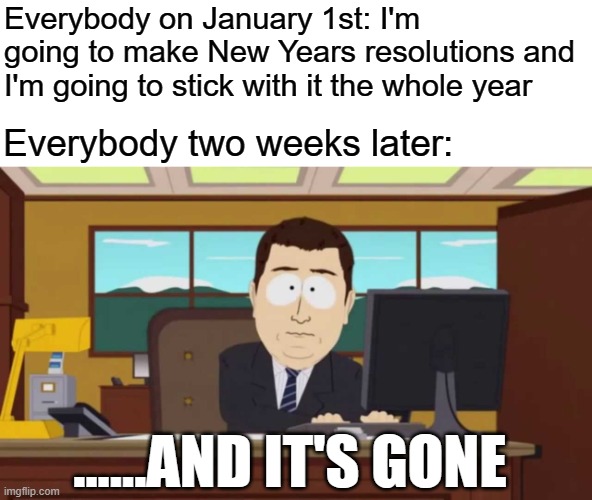 Everybody on January 1st: I'm
going to make New Years resolutions and
I'm going to stick with it the whole year
Everybody two weeks later:
......AND IT'S GONE
imgflip.com